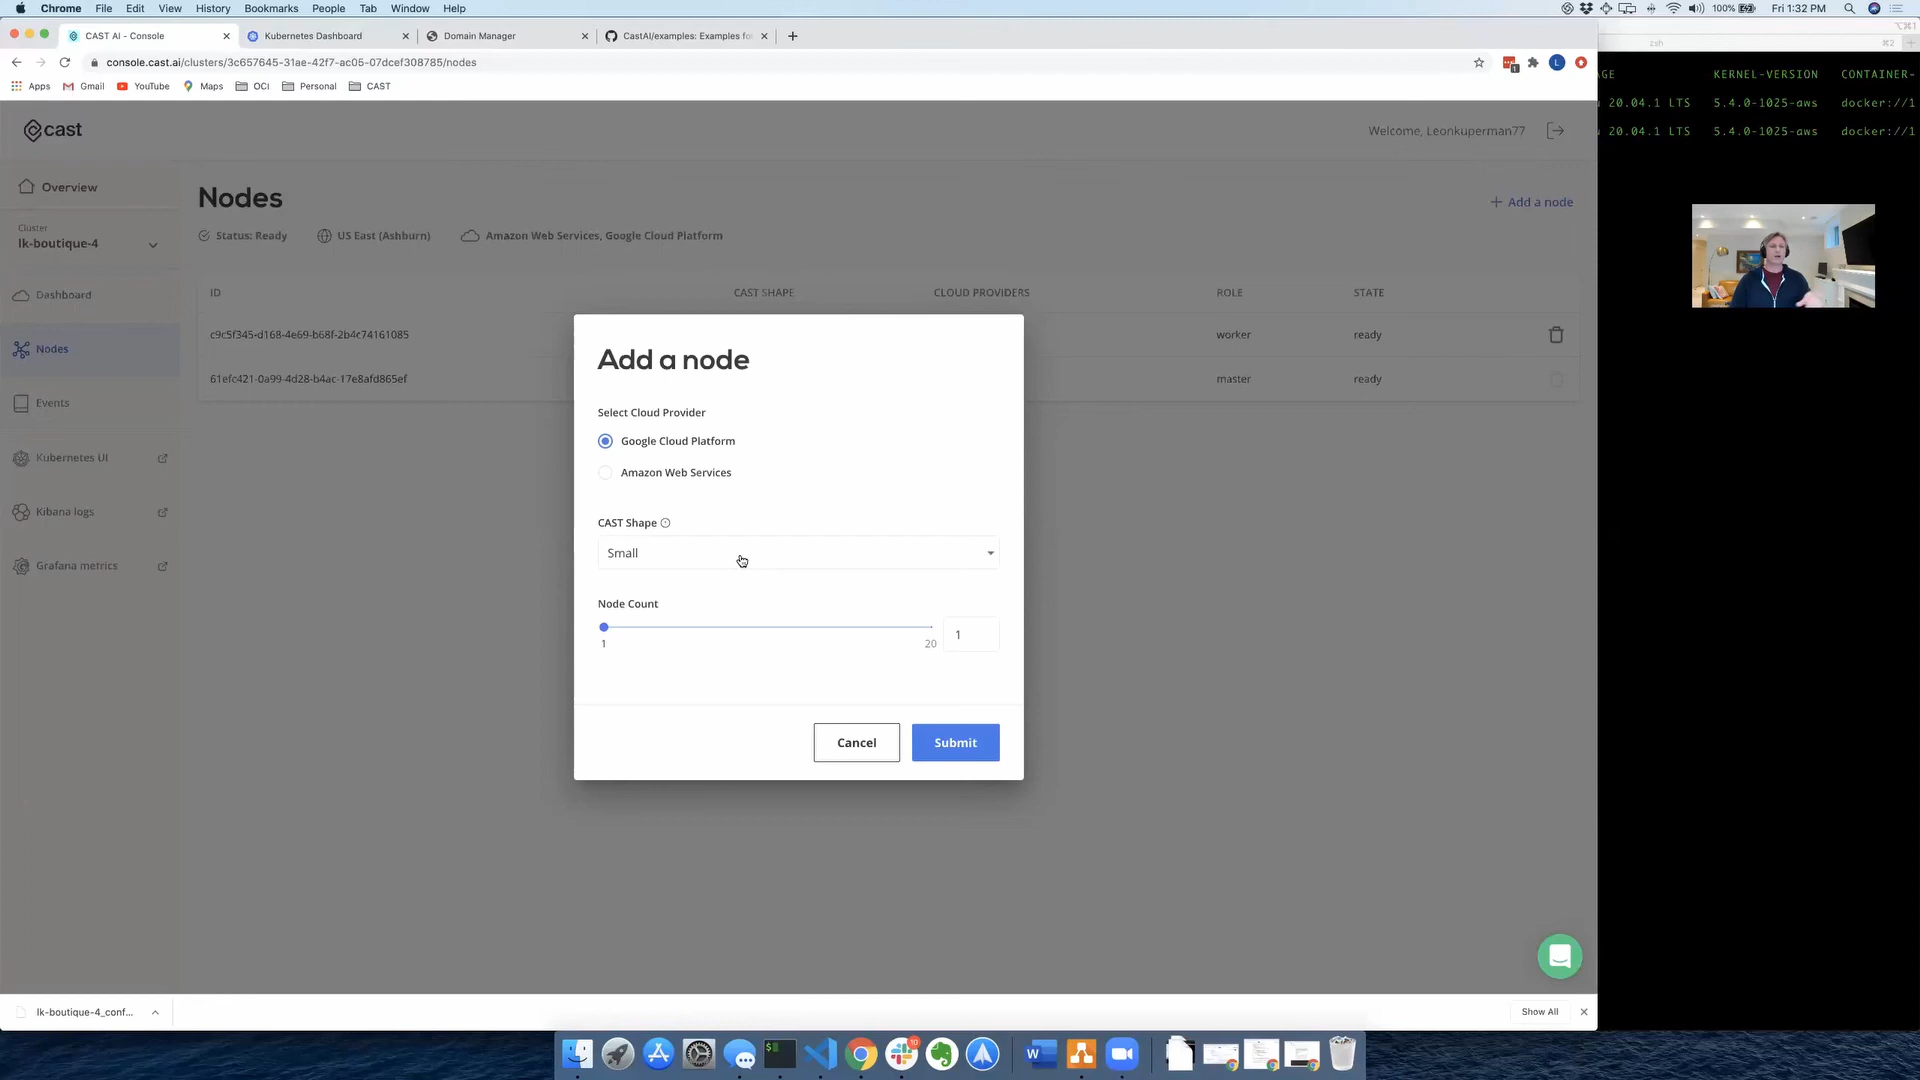 Chrome File Edit View History Bookmarks People Tab Window Help
100% Fri 1:32 PM
CAST AI - Console
Kubernetes Dashboard
Domain Manager
CastAI/examples: Examples fo
zsh
⌘2
⌥⌘1
console.cast.ai/clusters/3c657645-31ae-42f7-ac05-07dcef308785/nodes
Apps
Gmail
YouTube
Maps
OCI
Personal
CAST
AGE KERNEL-VERSION CONTAINER-
20.04.1 LTS 5.4.0-1025-aws docker://1
20.04.1 LTS 5.4.0-1025-aws docker://1
cast
Welcome, Leonkuperman77
Overview
Cluster
lk-boutique-4
Dashboard
Nodes
Events
Kubernetes UI
Kibana logs
Grafana metrics
Nodes
+ Add a node
Status: Ready
US East (Ashburn)
Amazon Web Services, Google Cloud Platform
ID CAST SHAPE CLOUD PROVIDERS ROLE STATE
c9c5f345-d168-4e69-b68f-2b4c74161085 worker ready
61efc421-0a99-4d28-b4ac-17e8afd865ef master ready
Add a node
Select Cloud Provider
Google Cloud Platform
Amazon Web Services
CAST Shape
Small
Node Count
1
20
1
Cancel
Submit
lk-boutique-4_conf...
Show All
10